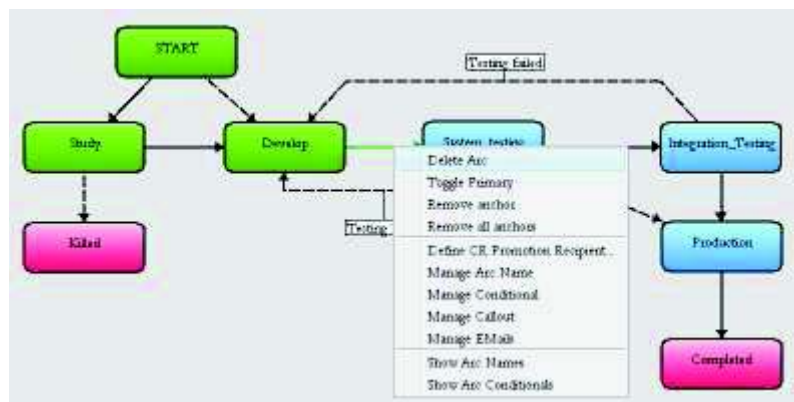 START
Testing failed
Study
Develop
System_testing
Integration_Testing
Delete Arc
Toggle Primary
Remove anchor
Remove all anchors
Testing
Killed
Production
Define CR Promotion Recipient...
Manage Arc Name
Manage Conditional
Manage Callout
Manage EMails
Completed
Show Arc Names
Show Arc Conditionals